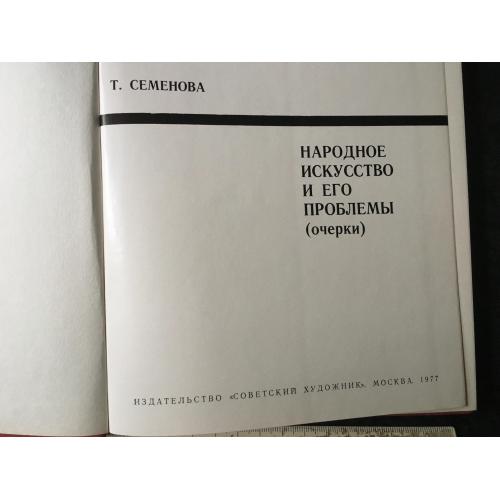 Т. СЕМЕНОВА
НАРОДНОЕ
ИСКУССТВО
И ЕГО
ПРОБЛЕМЫ
(очерки)
ИЗДАТЕЛЬСТВО «СОВЕТСКИЙ ХУДОЖНИК». МОСКВА. 1977